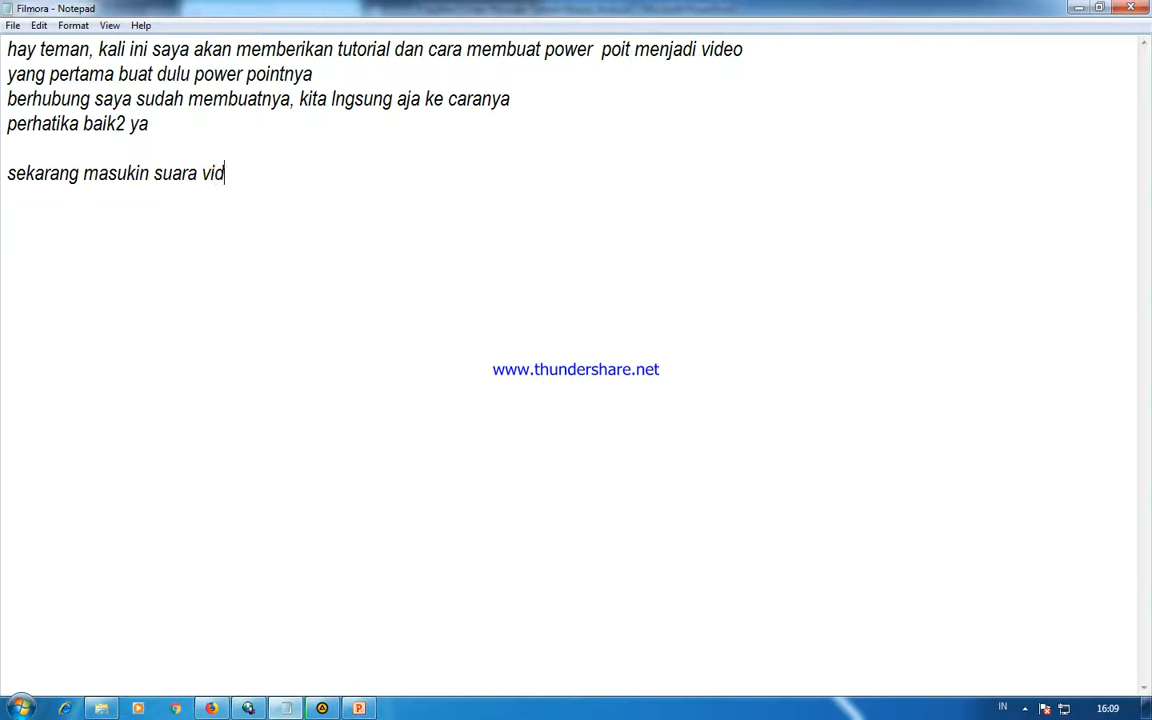 Filmora - Notepad
File Edit Format View Help
hay teman, kali ini saya akan memberikan tutorial dan cara membuat power  poit menjadi video
yang pertama buat dulu power pointnya
berhubung saya sudah membuatnya, kita lngsung aja ke caranya
perhatika baik2 ya
sekarang masukin suara vid
www.thundershare.net
IN 16:09